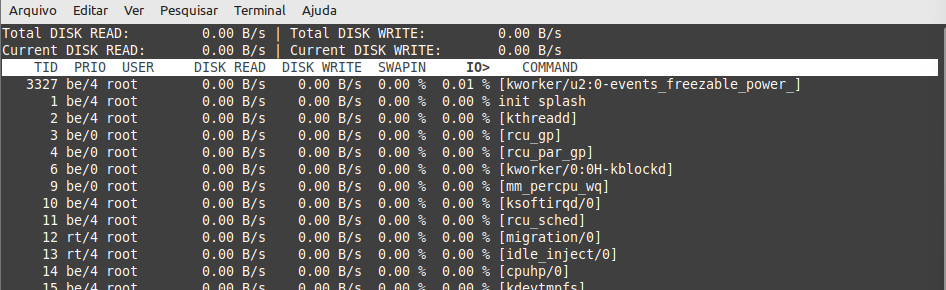 Arquivo Editar Ver Pesquisar Terminal Ajuda
Total DISK READ: 0.00 B/s | Total DISK WRITE: 0.00 B/s
Current DISK READ: 0.00 B/s | Current DISK WRITE: 0.00 B/s
TID PRIO USER DISK READ DISK WRITE SWAPIN IO> COMMAND
3327 be/4 root 0.00 B/s 0.00 B/s 0.00 % 0.01 % [kworker/u2:0-events_freezable_power_]
1 be/4 root 0.00 B/s 0.00 B/s 0.00 % 0.00 % init splash
2 be/4 root 0.00 B/s 0.00 B/s 0.00 % 0.00 % [kthreadd]
3 be/0 root 0.00 B/s 0.00 B/s 0.00 % 0.00 % [rcu_gp]
4 be/0 root 0.00 B/s 0.00 B/s 0.00 % 0.00 % [rcu_par_gp]
6 be/0 root 0.00 B/s 0.00 B/s 0.00 % 0.00 % [kworker/0:0H-kblockd]
9 be/0 root 0.00 B/s 0.00 B/s 0.00 % 0.00 % [mm_percpu_wq]
10 be/4 root 0.00 B/s 0.00 B/s 0.00 % 0.00 % [ksoftirqd/0]
11 be/4 root 0.00 B/s 0.00 B/s 0.00 % 0.00 % [rcu_sched]
12 rt/4 root 0.00 B/s 0.00 B/s 0.00 % 0.00 % [migration/0]
13 rt/4 root 0.00 B/s 0.00 B/s 0.00 % 0.00 % [idle_inject/0]
14 be/4 root 0.00 B/s 0.00 B/s 0.00 % 0.00 % [cpuhp/0]
15 be/4 root 0.00 B/s 0.00 B/s 0.00 % 0.00 % [kdevtmpfs]